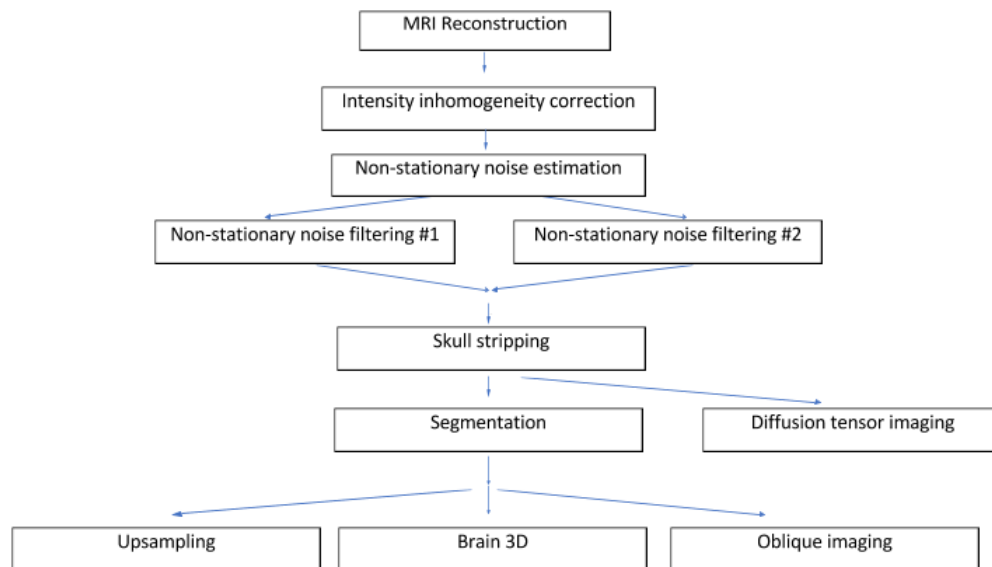 MRI Reconstruction
Intensity inhomogeneity correction
Non-stationary noise estimation
Non-stationary noise filtering #1
Non-stationary noise filtering #2
Skull stripping
Segmentation
Diffusion tensor imaging
Upsampling
Brain 3D
Oblique imaging